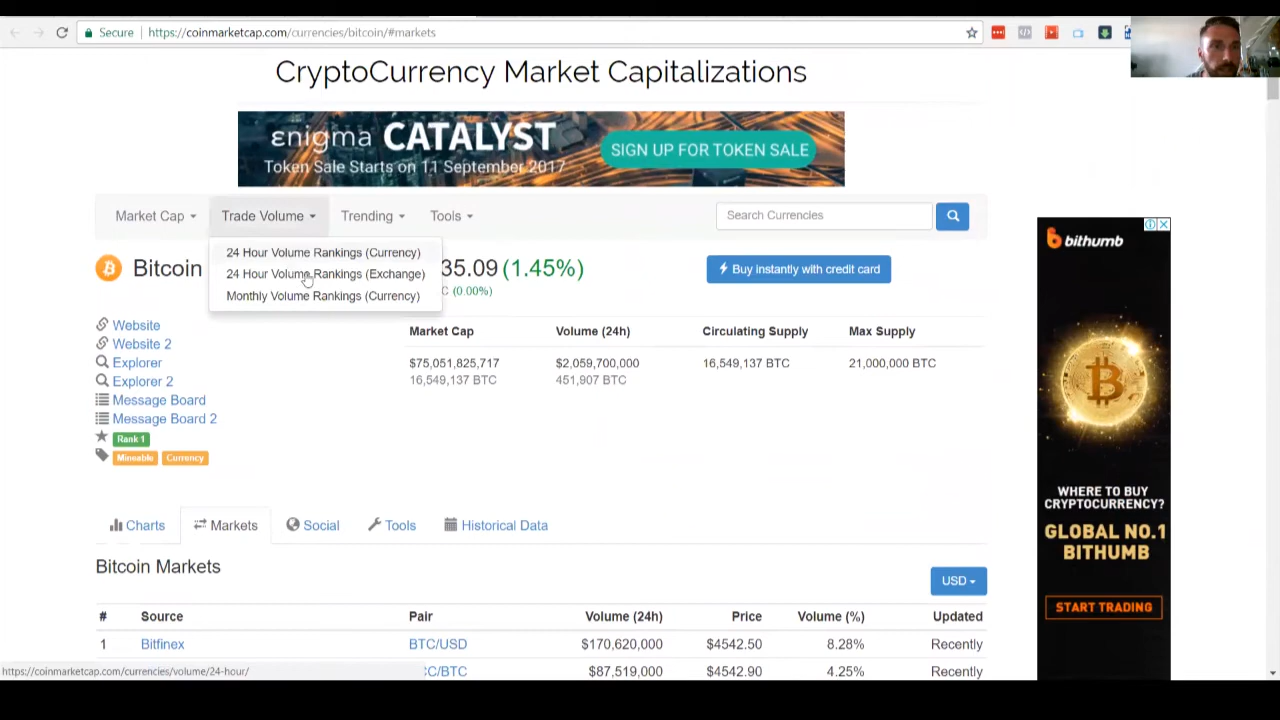 Secure | https://coinmarketcap.com/currencies/bitcoin/#markets
CryptoCurrency Market Capitalizations
εnigma CATALYST
Token Sale Starts on 11 September 2017
SIGN UP FOR TOKEN SALE
Market Cap Trade Volume Trending Tools Search Currencies
24 Hour Volume Rankings (Currency)
24 Hour Volume Rankings (Exchange)
Monthly Volume Rankings (Currency)
Bitcoin 35.09 (1.45%)
C (0.00%)
Buy instantly with credit card
bithumb
Website
Website 2
Explorer
Explorer 2
Message Board
Message Board 2
Rank 1
Mineable Currency
Market Cap Volume (24h) Circulating Supply Max Supply
$75,051,825,717 $2,059,700,000 16,549,137 BTC 21,000,000 BTC
16,549,137 BTC 451,907 BTC
WHERE TO BUY
CRYPTOCURRENCY?
GLOBAL NO.1
BITHUMB
START TRADING
Charts Markets Social Tools Historical Data
Bitcoin Markets
USD
# Source Pair Volume (24h) Price Volume (%) Updated
1 Bitfinex BTC/USD $170,620,000 $4542.50 8.28% Recently
C/BTC $87,519,000 $4542.90 4.25% Recently
https://coinmarketcap.com/currencies/volume/24-hour/